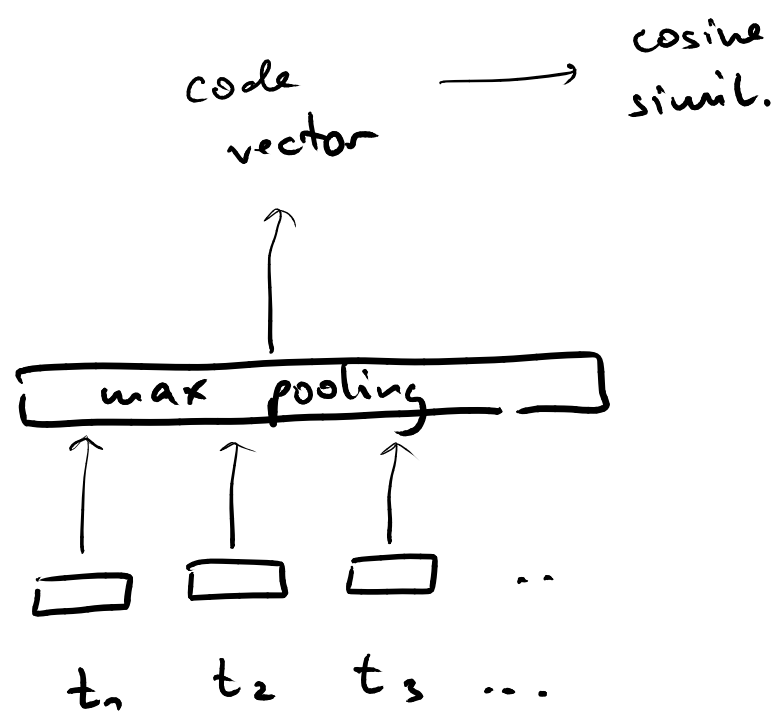 code
vector
cosine
simil.
max pooling
..
t1 t2 t3 ....